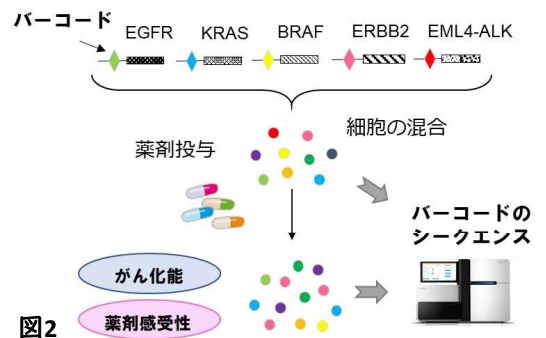 バーコード
EGFR KRAS BRAF ERBB2 EML4-ALK
細胞の混合
薬剤投与
バーコードの
シークエンス
がん化能
薬剤感受性
図2